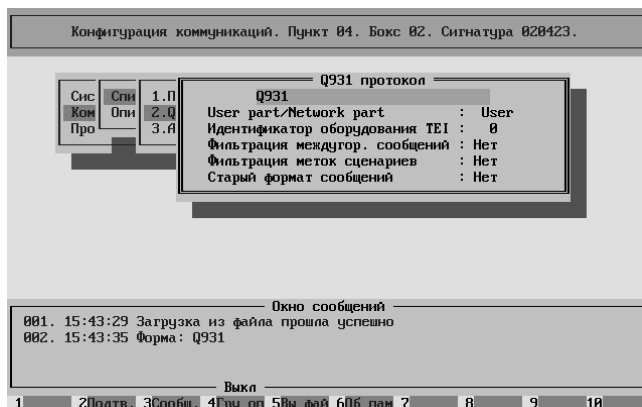 Конфигурация коммуникаций. Пункт 04. Бокс 02. Сигнатура 020423.
Q931 протокол
Сис Спи 1.П Q931
Ком Опи 2.Q User part/Network part : User
Про 3.А Идентификатор оборудования TEI : 0
Фильтрация междугор. сообщений : Нет
Фильтрация меток сценариев : Нет
Старый формат сообщений : Нет
Окно сообщений
001. 15:43:29 Загрузка из файла прошла успешно
002. 15:43:35 Форма: Q931
Выкл
1 2Подтв. 3Сообщ. 4Гру оп 5Вы фай 6Об пам 7 8 9 10